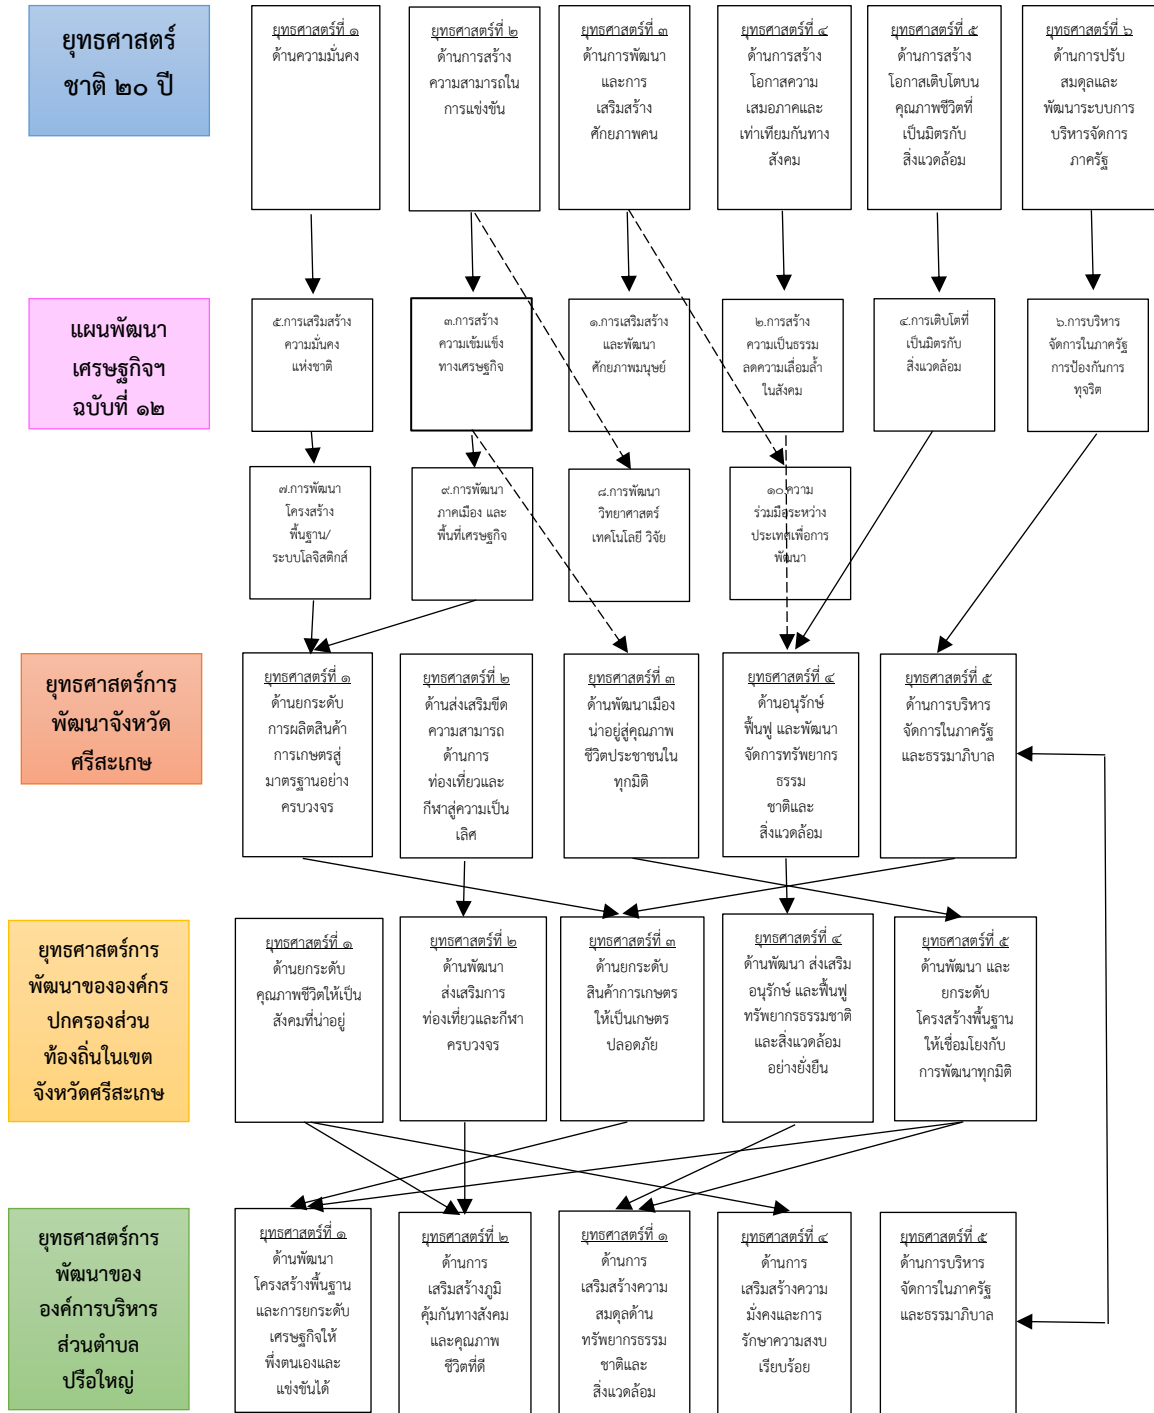 ยุทธศาสตร์
ชาติ ๒๐ ปี
ยุทธศาสตร์ที่ ๑
ด้านความมั่นคง
ยุทธศาสตร์ที่ ๒
ด้านการสร้าง
ความสามารถใน
การแข่งขัน
ยุทธศาสตร์ที่ ๓
ด้านการพัฒนา
และการ
เสริมสร้าง
ศักยภาพคน
ยุทธศาสตร์ที่ ๔
ด้านการสร้าง
โอกาสความ
เสมอภาคและ
เท่าเทียมกันทาง
สังคม
ยุทธศาสตร์ที่ ๕
ด้านการสร้าง
โอกาสเติบโตบน
คุณภาพชีวิตที่
เป็นมิตรกับ
สิ่งแวดล้อม
ยุทธศาสตร์ที่ ๖
ด้านการปรับ
สมดุลและ
พัฒนาระบบการ
บริหารจัดการ
ภาครัฐ
แผนพัฒนา
เศรษฐกิจฯ
ฉบับที่ ๑๒
๕.การเสริมสร้าง
ความมั่นคง
แห่งชาติ
๓.การสร้าง
ความเข้มแข็ง
ทางเศรษฐกิจ
๑.การเสริมสร้าง
และพัฒนา
ศักยภาพมนุษย์
๒.การสร้าง
ความเป็นธรรม
ลดความเลื่อมล้ำ
ในสังคม
๔.การเติบโตที่
เป็นมิตรกับ
สิ่งแวดล้อม
๖.การบริหาร
จัดการในภาครัฐ
การป้องกันการ
ทุจริต
๗.การพัฒนา
โครงสร้าง
พื้นฐาน/
ระบบโลจิสติกส์
๙.การพัฒนา
ภาคเมือง และ
พื้นที่เศรษฐกิจ
๘.การพัฒนา
วิทยาศาสตร์
เทคโนโลยี วิจัย
๑๐.ความ
ร่วมมือระหว่าง
ประเทศเพื่อการ
พัฒนา
ยุทธศาสตร์การ
พัฒนาจังหวัด
ศรีสะเกษ
ยุทธศาสตร์ที่ ๑
ด้านยกระดับ
การผลิตสินค้า
การเกษตรสู่
มาตรฐานอย่าง
ครบวงจร
ยุทธศาสตร์ที่ ๒
ด้านส่งเสริมขีด
ความสามารถ
ด้านการ
ท่องเที่ยวและ
กีฬาสู่ความเป็น
เลิศ
ยุทธศาสตร์ที่ ๓
ด้านพัฒนาเมือง
น่าอยู่สู่คุณภาพ
ชีวิตประชาชนใน
ทุกมิติ
ยุทธศาสตร์ที่ ๔
ด้านอนุรักษ์
ฟื้นฟู และพัฒนา
จัดการทรัพยากร
ธรรม
ชาติและ
สิ่งแวดล้อม
ยุทธศาสตร์ที่ ๕
ด้านการบริหาร
จัดการในภาครัฐ
และธรรมาภิบาล
ยุทธศาสตร์การ
พัฒนาขององค์กร
ปกครองส่วน
ท้องถิ่นในเขต
จังหวัดศรีสะเกษ
ยุทธศาสตร์ที่ ๑
ด้านยกระดับ
คุณภาพชีวิตให้เป็น
สังคมที่น่าอยู่
ยุทธศาสตร์ที่ ๒
ด้านพัฒนา
ส่งเสริมการ
ท่องเที่ยวและกีฬา
ครบวงจร
ยุทธศาสตร์ที่ ๓
ด้านยกระดับ
สินค้าการเกษตร
ให้เป็นเกษตร
ปลอดภัย
ยุทธศาสตร์ที่ ๔
ด้านพัฒนา ส่งเสริม
อนุรักษ์ และฟื้นฟู
ทรัพยากรธรรมชาติ
และสิ่งแวดล้อม
อย่างยั่งยืน
ยุทธศาสตร์ที่ ๕
ด้านพัฒนา และ
ยกระดับ
โครงสร้างพื้นฐาน
ให้เชื่อมโยงกับ
การพัฒนาทุกมิติ
ยุทธศาสตร์การ
พัฒนาของ
องค์การบริหาร
ส่วนตำบล
ปรือใหญ่
ยุทธศาสตร์ที่ ๑
ด้านพัฒนา
โครงสร้างพื้นฐาน
และการยกระดับ
เศรษฐกิจให้
พึ่งตนเองและ
แข่งขันได้
ยุทธศาสตร์ที่ ๒
ด้านการ
เสริมสร้างภูมิ
คุ้มกันทางสังคม
และคุณภาพ
ชีวิตที่ดี
ยุทธศาสตร์ที่ ๑
ด้านการ
เสริมสร้างความ
สมดุลด้าน
ทรัพยากรธรรม
ชาติและ
สิ่งแวดล้อม
ยุทธศาสตร์ที่ ๔
ด้านการ
เสริมสร้างความ
มั่งคงและการ
รักษาความสงบ
เรียบร้อย
ยุทธศาสตร์ที่ ๕
ด้านการบริหาร
จัดการในภาครัฐ
และธรรมาภิบาล